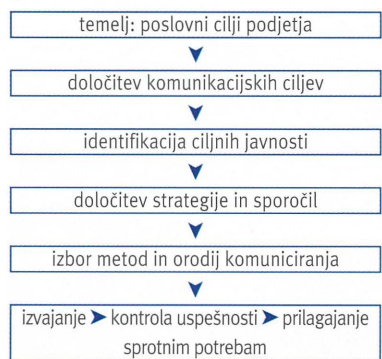 temelj: poslovni cilji podjetja
določitev komunikacijskih ciljev
identifikacija ciljnih javnosti
določitev strategije in sporočil
izbor metod in orodij komuniciranja
izvajanje ➤ kontrola uspešnosti ➤ prilagajanje
sprotnim potrebam